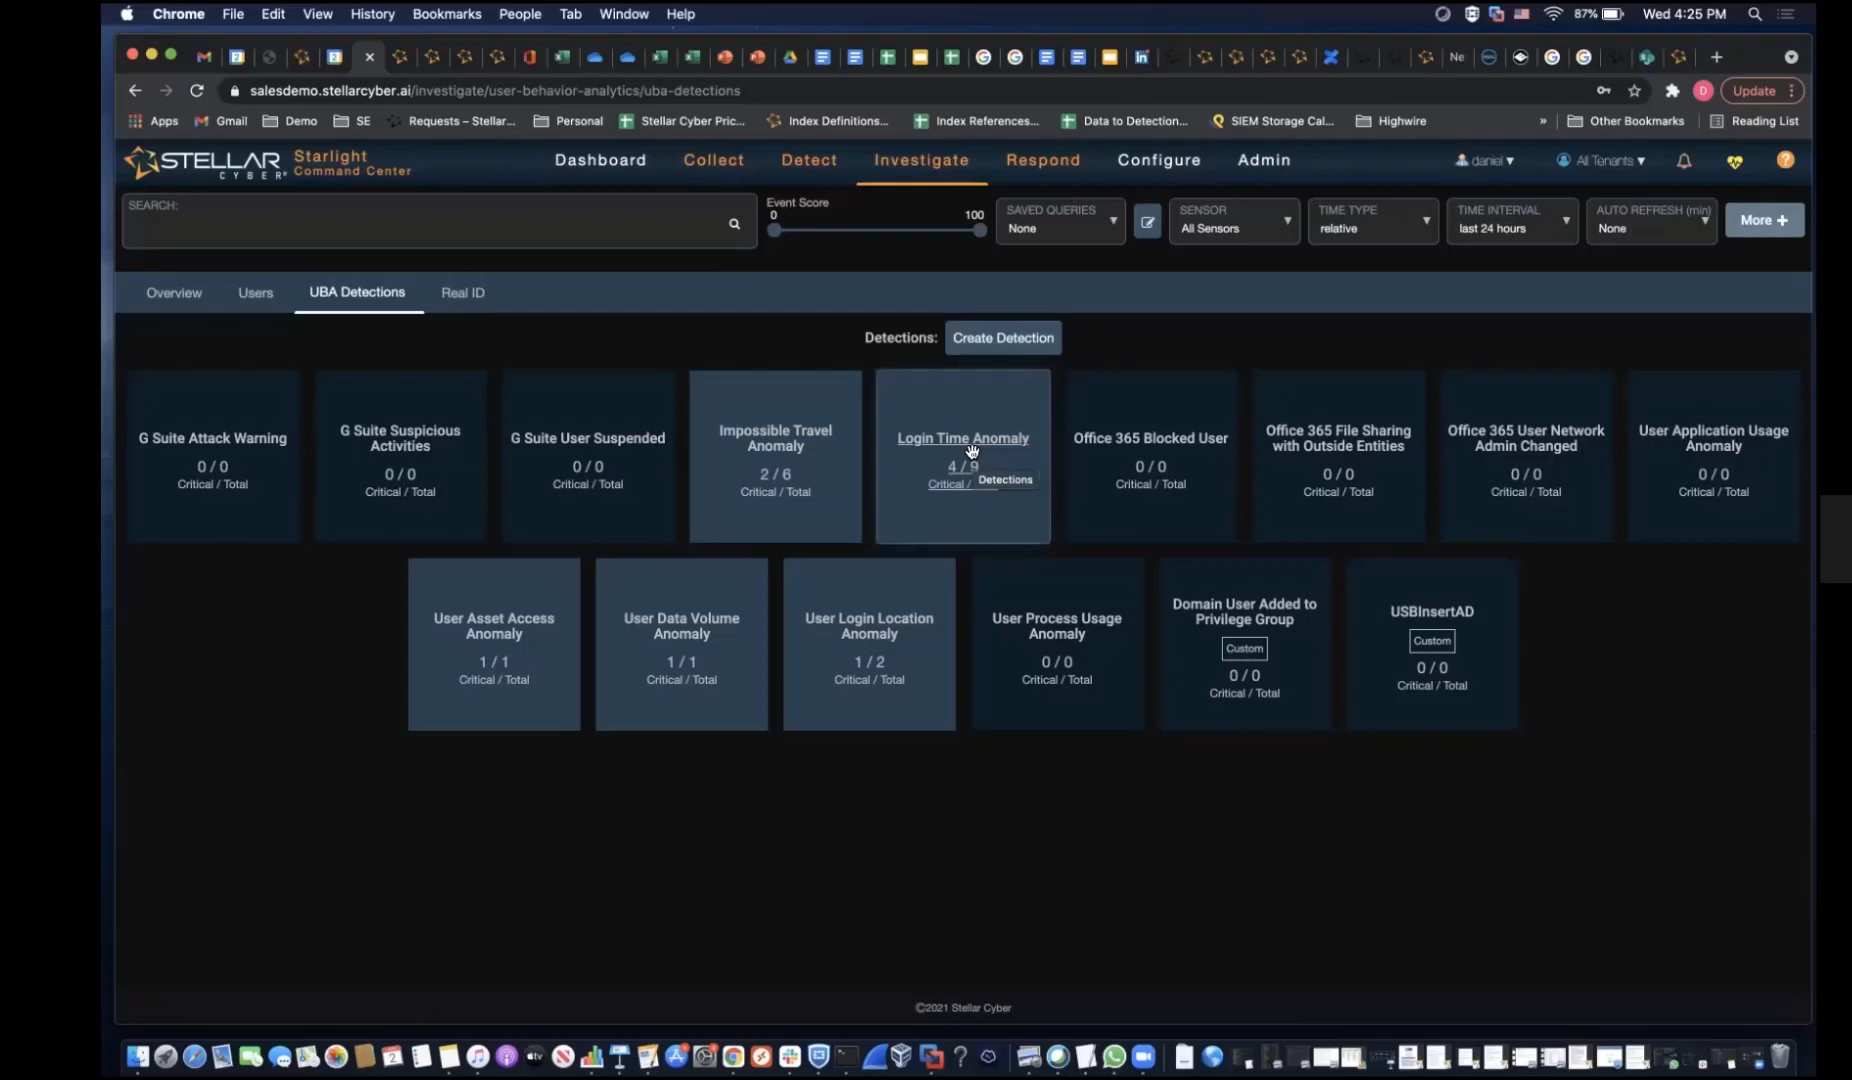 Chrome File Edit View History Bookmarks People Tab Window Help 87% Wed 4:25 PM
Ne
salesdemo.stellarcyber.ai/investigate/user-behavior-analytics/uba-detections D Update
Apps Gmail Demo SE Requests – Stellar... Personal Stellar Cyber Pric... Index Definitions... Index References... Data to Detection... SIEM Storage Cal... Highwire » Other Bookmarks Reading List
STELLAR CYBER® Starlight Command Center Dashboard Collect Detect Investigate Respond Configure Admin daniel All Tenants ?
SEARCH:
Event Score
0 100
SAVED QUERIES
None
SENSOR
All Sensors
TIME TYPE
relative
TIME INTERVAL
last 24 hours
AUTO REFRESH (min)
None
More +
Overview Users UBA Detections Real ID
Detections: Create Detection
G Suite Attack Warning
0 / 0
Critical / Total
G Suite Suspicious
Activities
0 / 0
Critical / Total
G Suite User Suspended
0 / 0
Critical / Total
Impossible Travel
Anomaly
2 / 6
Critical / Total
Login Time Anomaly
4 / 9
Critical /
Detections
Office 365 Blocked User
0 / 0
Critical / Total
Office 365 File Sharing
with Outside Entities
0 / 0
Critical / Total
Office 365 User Network
Admin Changed
0 / 0
Critical / Total
User Application Usage
Anomaly
0 / 0
Critical / Total
User Asset Access
Anomaly
1 / 1
Critical / Total
User Data Volume
Anomaly
1 / 1
Critical / Total
User Login Location
Anomaly
1 / 2
Critical / Total
User Process Usage
Anomaly
0 / 0
Critical / Total
Domain User Added to
Privilege Group
Custom
0 / 0
Critical / Total
USBInsertAD
Custom
0 / 0
Critical / Total
©2021 Stellar Cyber